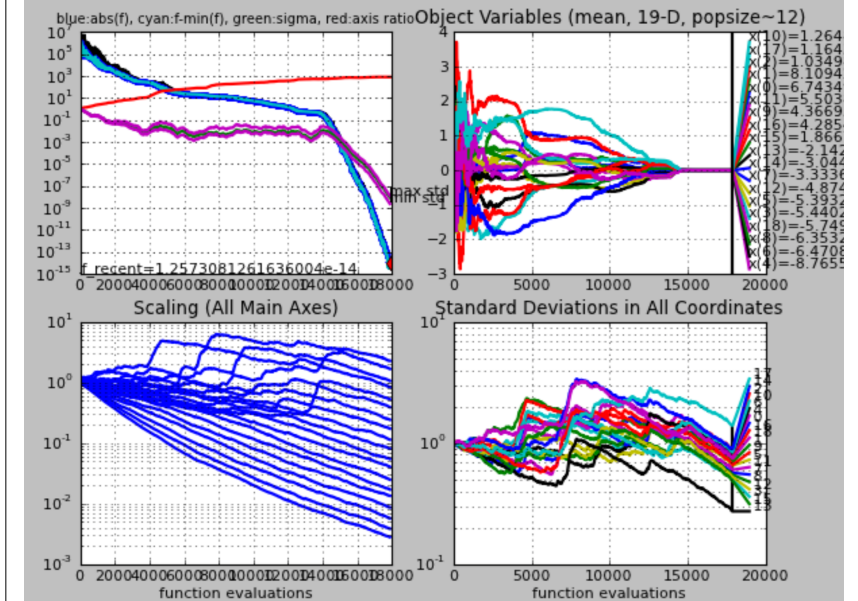 blue:abs(f), cyan:f-min(f), green:sigma, red:axis ratio
Object Variables (mean, 19-D, popsize~12)
10^7
10^5
10^3
10^1
10^-1
10^-3
10^-5
10^-7
10^-9
10^-11
10^-13
10^-15
max std
min std
f_recent=1.2573081261636004e-14
0 2000 4000 6000 8000 10000 12000 14000 16000 18000
4
3
2
1
0
−1
−2
−3
0 5000 10000 15000 20000
x(10)=1.264
x(17)=1.164
x(2)=1.0349
x(1)=8.1094
x(0)=6.7434
x(11)=5.503
x(9)=4.3669
x(16)=4.265
x(15)=1.866
x(13)=-2.142
x(14)=-3.044
x(7)=-3.3336
x(12)=-4.874
x(5)=-5.3932
x(3)=-5.4402
x(18)=-5.749
x(8)=-6.3532
x(6)=-6.4708
x(4)=-8.7655
Scaling (All Main Axes)
10^1
10^0
10^-1
10^-2
10^-3
0 2000 4000 6000 8000 10000 12000 14000 16000 18000
function evaluations
Standard Deviations in All Coordinates
10^1
10^0
10^-1
17
14
10
12
13
0 5000 10000 15000 20000
function evaluations